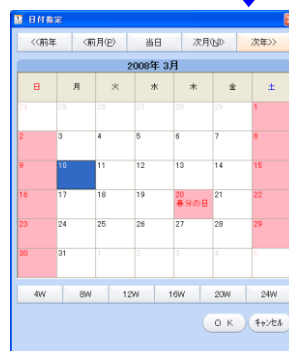 日付指定
<<前年 <前月(P) 当日 次月(N)> 次年>>
2008年 3月
日 月 火 水 木 金 土
24 25 26 27 28 29 1
2 3 4 5 6 7 8
9 10 11 12 13 14 15
16 17 18 19 20 21 22
春分の日
23 24 25 26 27 28 29
30 31 1 2 3 4 5
4W 8W 12W 16W 20W 24W
OK キャンセル